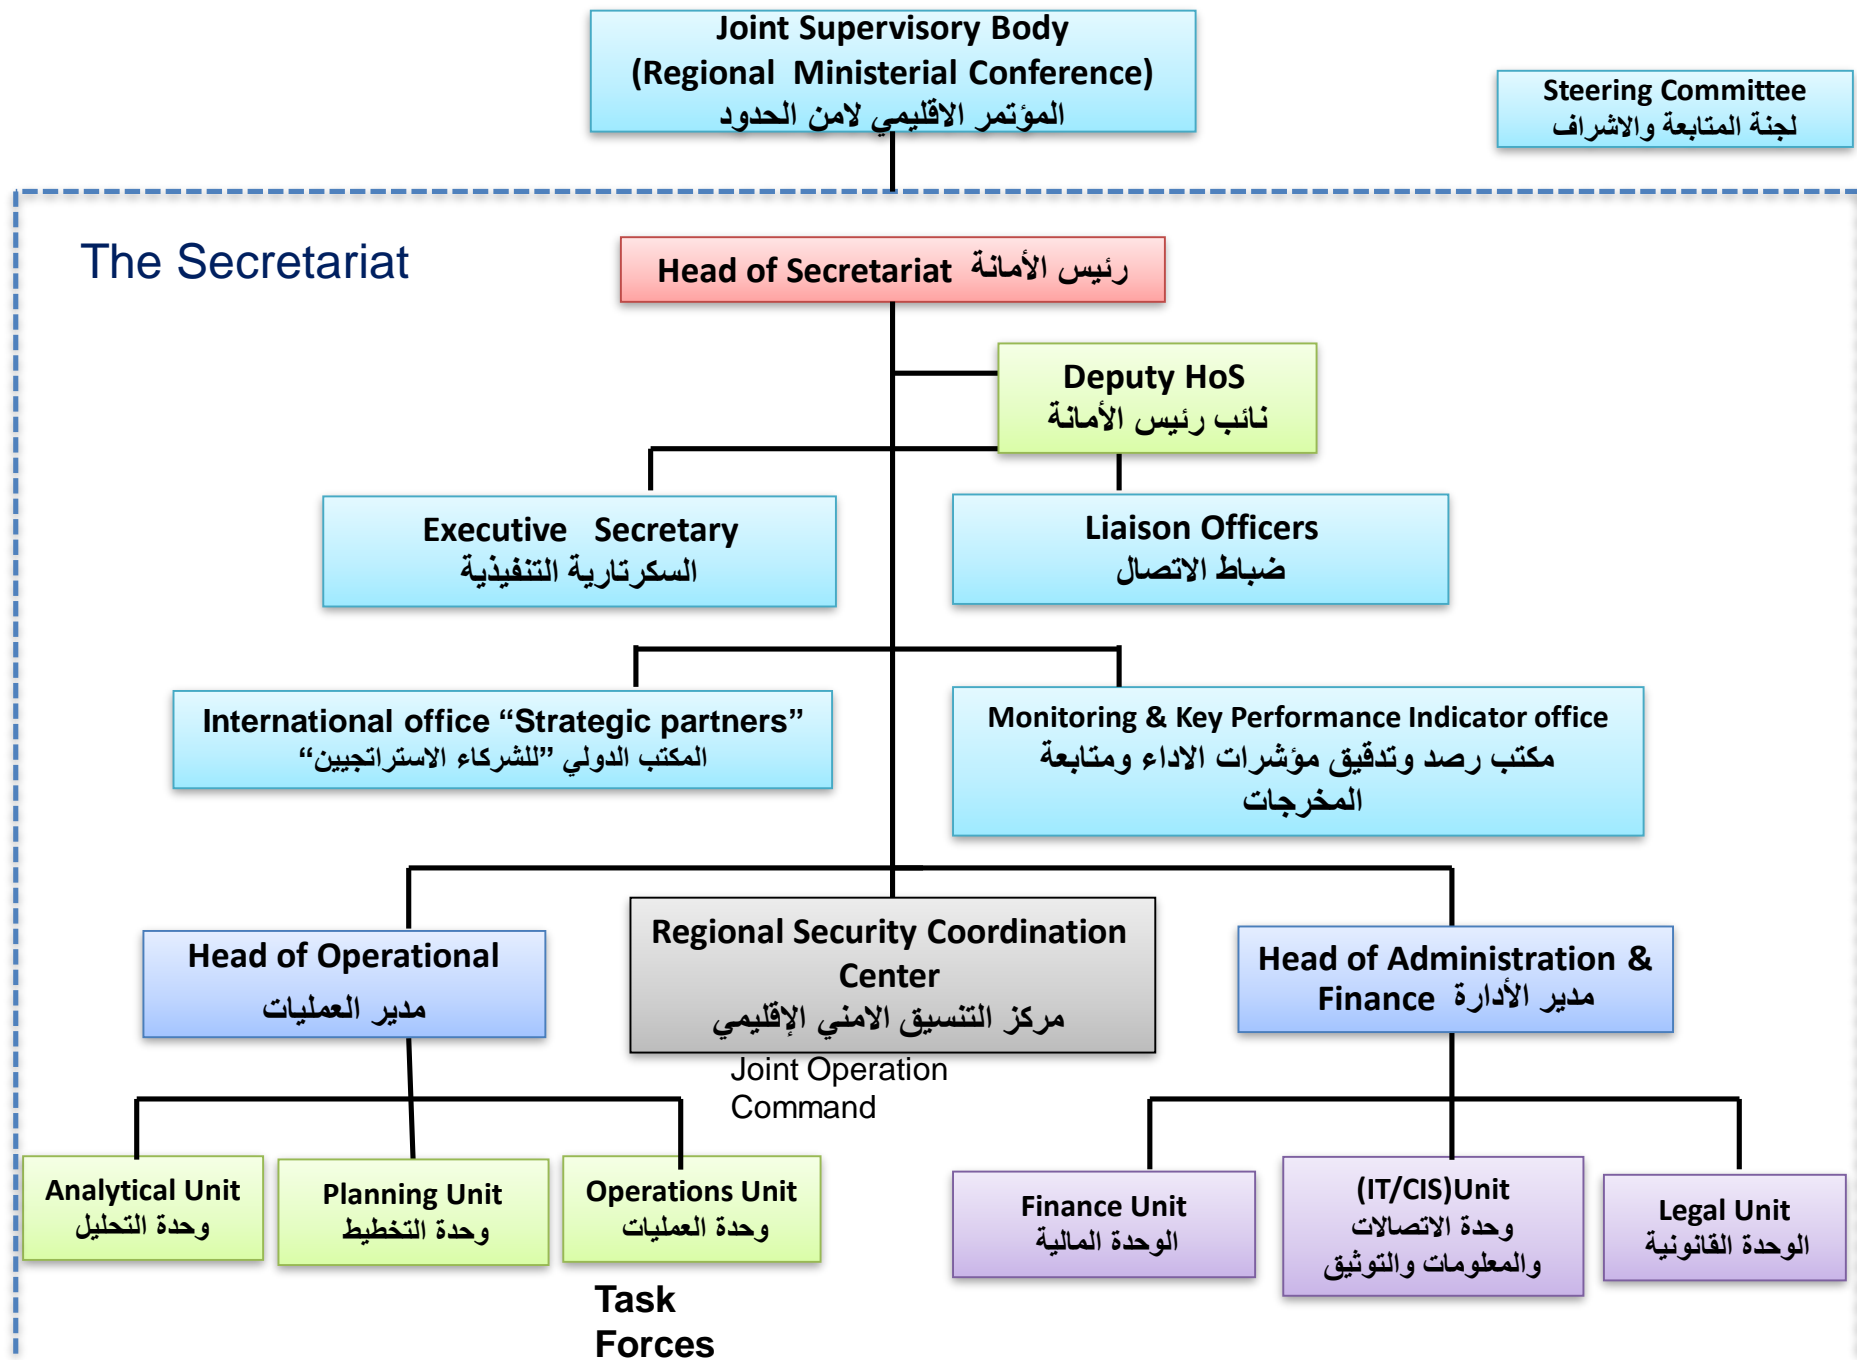 Joint Supervisory Body
(Regional Ministerial Conference)
المؤتمر الاقليمي لامن الحدود
Steering Committee
لجنة المتابعة والاشراف
The Secretariat
Head of Secretariat رئيس الأمانة
Deputy HoS
نائب رئيس الأمانة
Executive Secretary
السكرتارية التنفيذية
Liaison Officers
ضباط الاتصال
International office “Strategic partners”
المكتب الدولي ”للشركاء الاستراتجيين“
Monitoring & Key Performance Indicator office
مكتب رصد وتدقيق مؤشرات الاداء ومتابعة
المخرجات
Head of Operational
مدير العمليات
Regional Security Coordination
Center
مركز التنسيق الامني الإقليمي
Joint Operation
Command
Head of Administration &
Finance مدير الأدارة
Analytical Unit
وحدة التحليل
Planning Unit
وحدة التخطيط
Operations Unit
وحدة العمليات
Task
Forces
Finance Unit
الوحدة المالية
(IT/CIS)Unit
وحدة الاتصالات
والمعلومات والتوثيق
Legal Unit
الوحدة القانونية